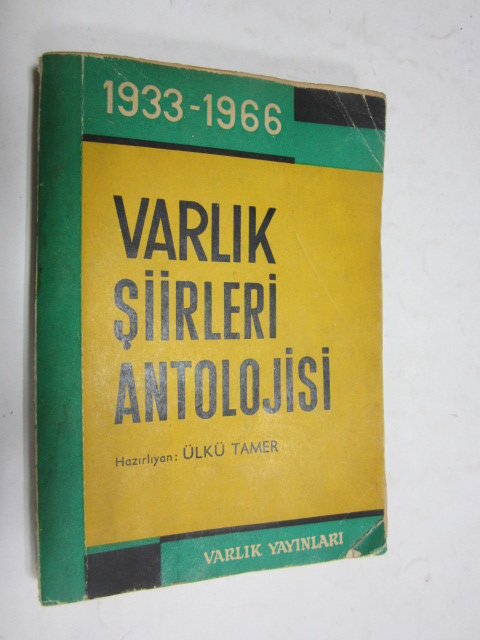 1933-1966
VARLIK
ŞİİRLERİ
ANTOLOJİSİ
Hazırlıyan: ÜLKÜ TAMER
VARLIK YAYINLARI